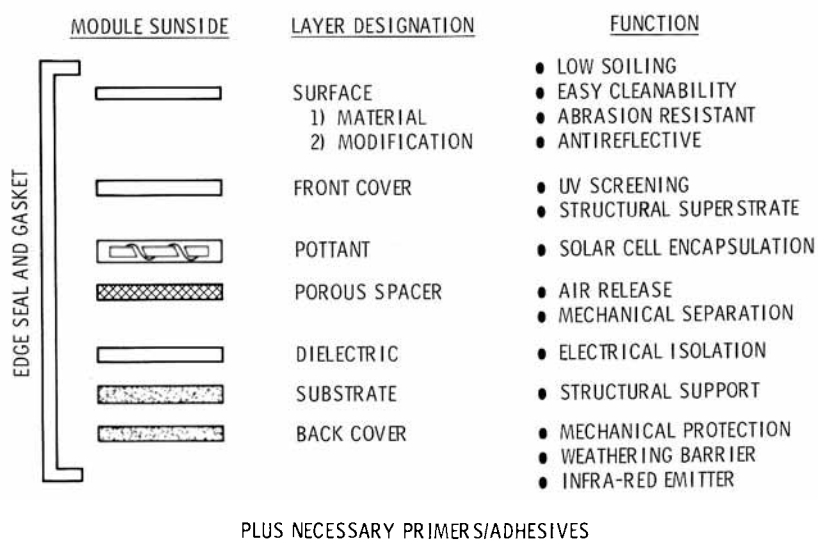 MODULE SUNSIDE LAYER DESIGNATION FUNCTION
EDGE SEAL AND GASKET
SURFACE
1) MATERIAL
2) MODIFICATION
• LOW SOILING
• EASY CLEANABILITY
• ABRASION RESISTANT
• ANTIREFLECTIVE
FRONT COVER
• UV SCREENING
• STRUCTURAL SUPERSTRATE
POTTANT
• SOLAR CELL ENCAPSULATION
POROUS SPACER
• AIR RELEASE
• MECHANICAL SEPARATION
DIELECTRIC
• ELECTRICAL ISOLATION
SUBSTRATE
• STRUCTURAL SUPPORT
BACK COVER
• MECHANICAL PROTECTION
• WEATHERING BARRIER
• INFRA-RED EMITTER
PLUS NECESSARY PRIMERS/ADHESIVES